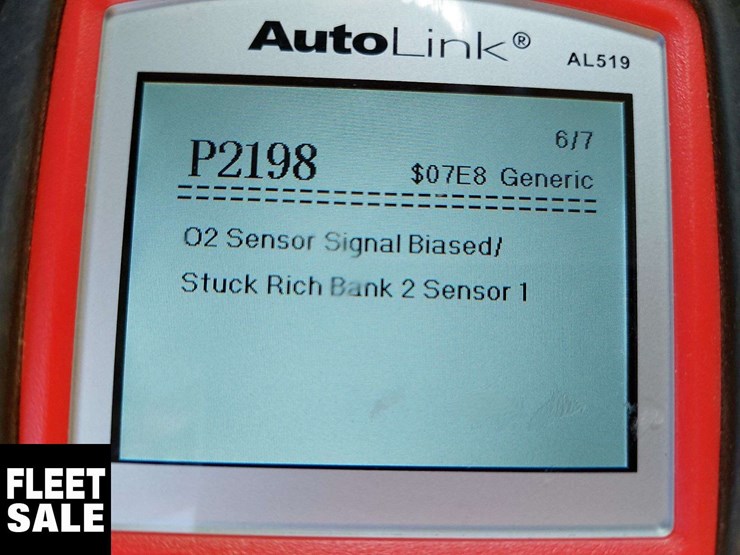 AutoLink®
AL519
6/7
P2198
$07E8 Generic
O2 Sensor Signal Biased/
Stuck Rich Bank 2 Sensor 1
FLEET
SALE